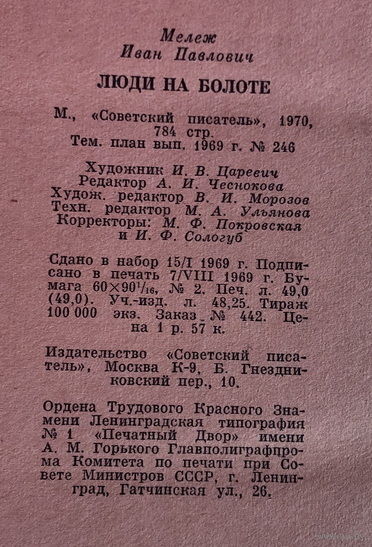 Мележ
Иван Павлович
ЛЮДИ НА БОЛОТЕ
М., «Советский писатель», 1970,
784 стр.
Тем. план вып. 1969 г. № 246
Художник И. В. Царевич
Редактор А. И. Чеснокова
Худож. редактор В. И. Морозов
Техн. редактор М. А. Ульянова
Корректоры: М. Ф. Покровская
и И. Ф. Сологуб
Сдано в набор 15/I 1969 г. Подпи-
сано в печать 7/VIII 1969 г. Бу-
мага 60×90¹/₁₆, № 2. Печ. л. 49,0
(49,0). Уч.-изд. л. 48,25. Тираж
100 000 экз. Заказ № 442. Це-
на 1 р. 57 к.
Издательство «Советский писа-
тель», Москва К-9, Б. Гнездни-
ковский пер., 10.
Ордена Трудового Красного Зна-
мени Ленинградская типография
№ 1 «Печатный Двор» имени
А. М. Горького Главполиграфпро-
ма Комитета по печати при Со-
вете Министров СССР, г. Ленин-
град, Гатчинская ул., 26.